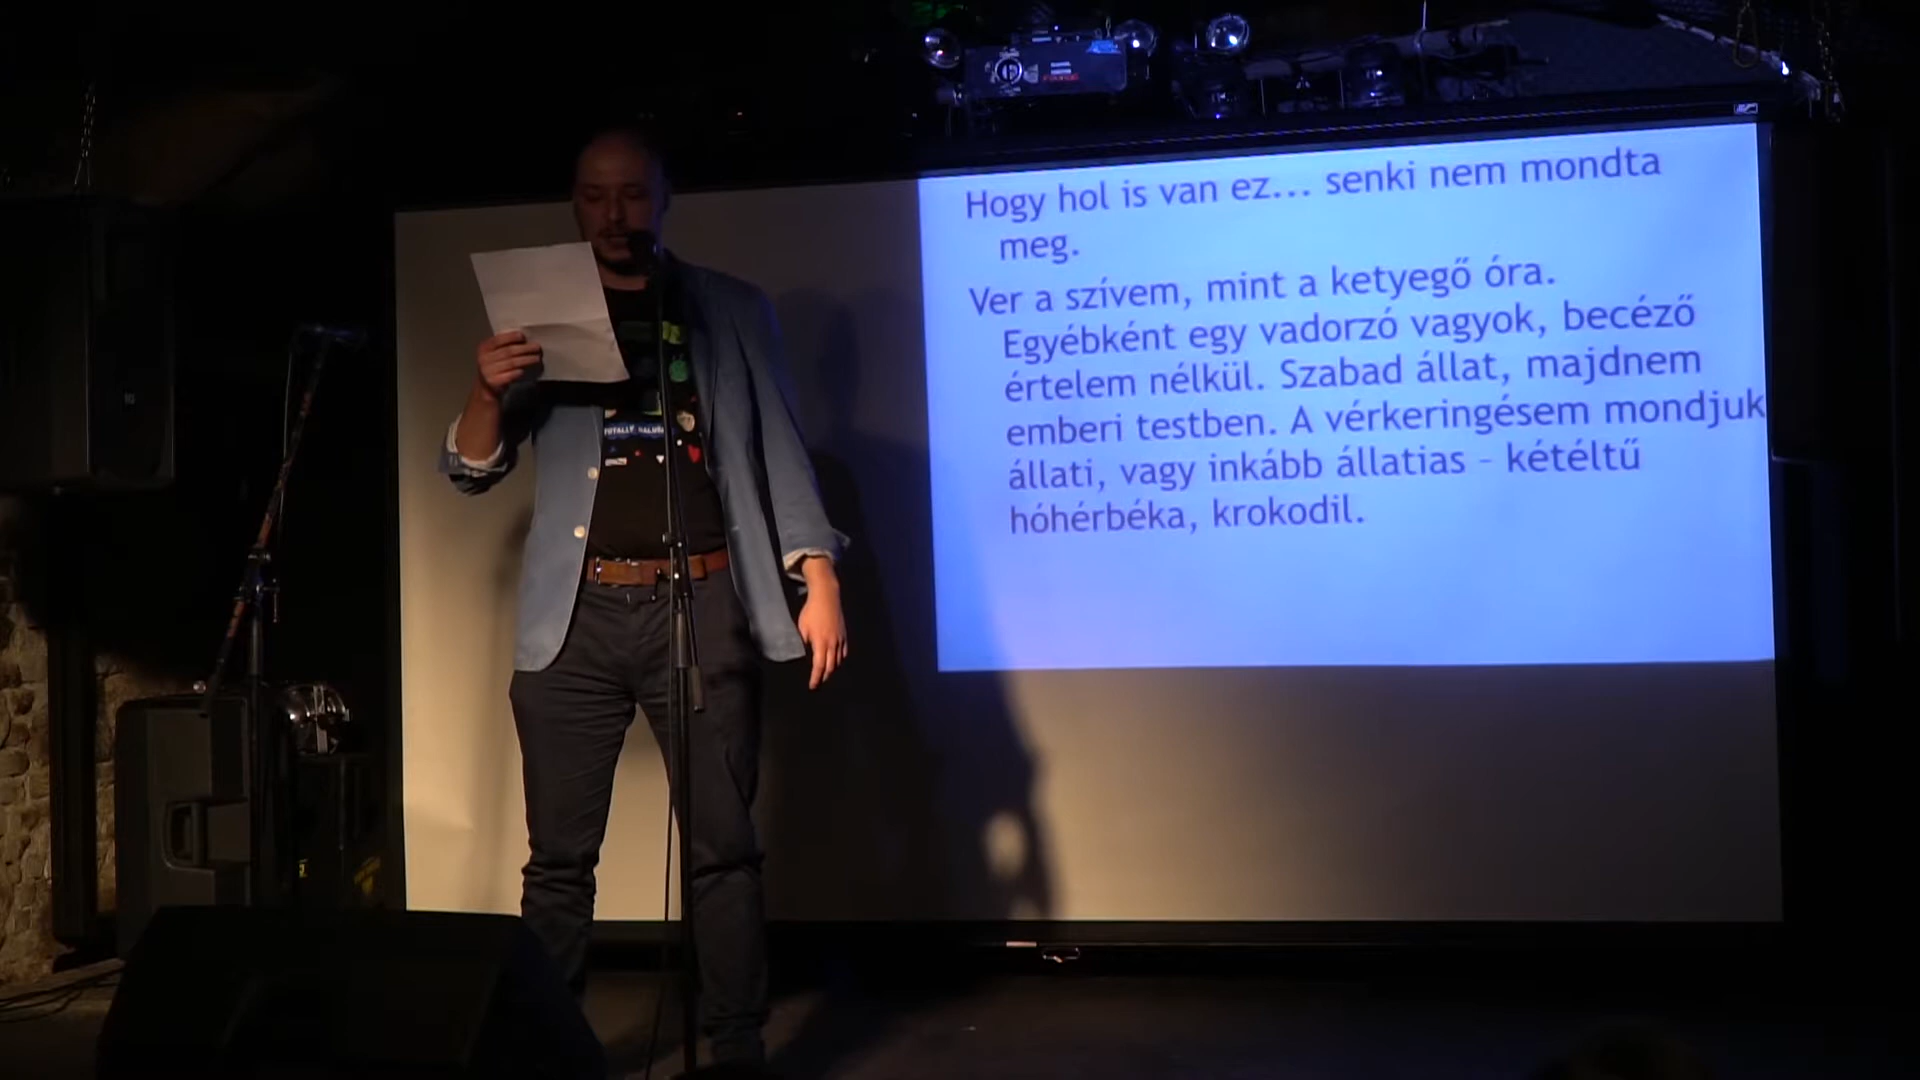 Hogy hol is van ez... senki nem mondta
meg.
Ver a szívem, mint a ketyegő óra.
Egyébként egy vadorzó vagyok, becéző
értelem nélkül. Szabad állat, majdnem
emberi testben. A vérkeringésem mondjuk
állati, vagy inkább állatias – kétéltű
hóhérbéka, krokodil.
TOTALLY